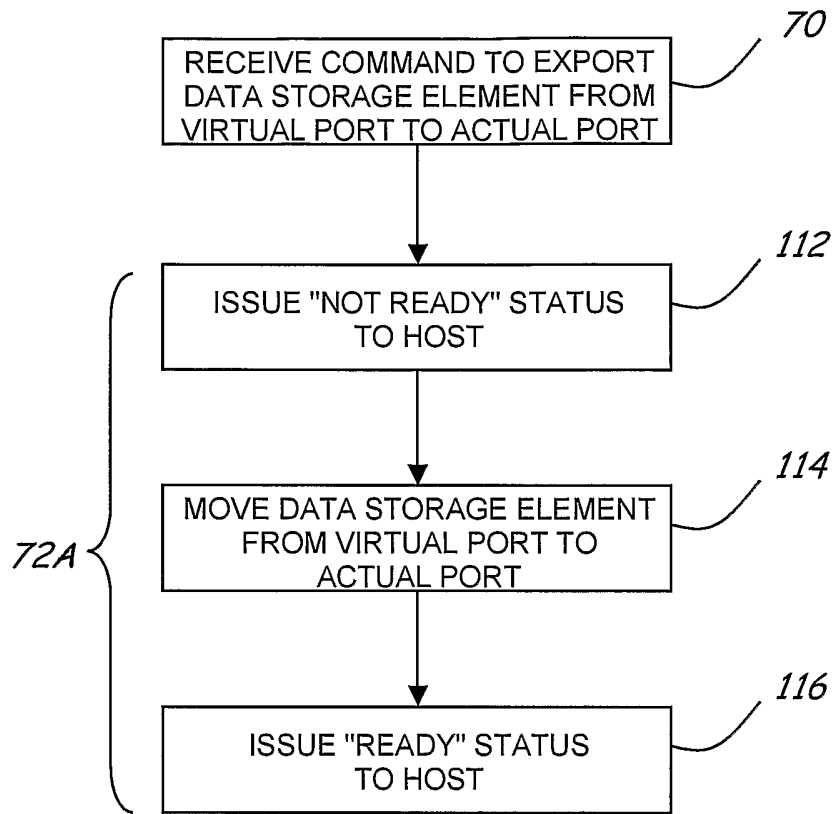 70
RECEIVE COMMAND TO EXPORT
DATA STORAGE ELEMENT FROM
VIRTUAL PORT TO ACTUAL PORT
112
ISSUE "NOT READY" STATUS
TO HOST
114
MOVE DATA STORAGE ELEMENT
FROM VIRTUAL PORT TO
ACTUAL PORT
72A
116
ISSUE "READY" STATUS
TO HOST